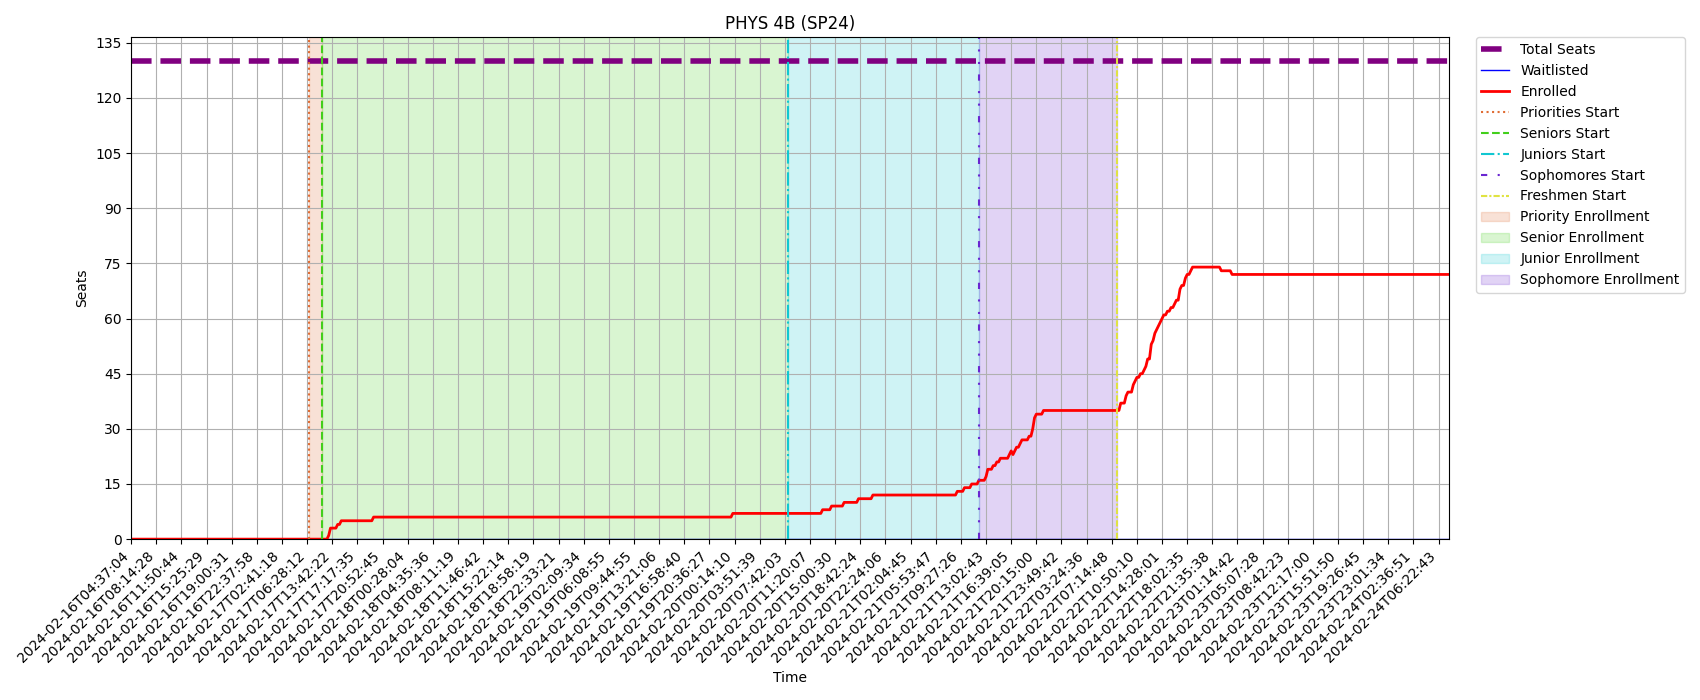 PHYS 4B (SP24)
135
120
105
90
75
60
45
30
15
0
Seats
2024-02-16T04:37:04
2024-02-16T08:14:28
2024-02-16T11:50:44
2024-02-16T15:25:29
2024-02-16T19:00:31
2024-02-16T22:37:58
2024-02-17T02:41:18
2024-02-17T06:28:12
2024-02-17T13:42:22
2024-02-17T17:17:35
2024-02-17T20:52:45
2024-02-18T00:28:04
2024-02-18T04:35:36
2024-02-18T08:11:19
2024-02-18T11:46:42
2024-02-18T15:22:14
2024-02-18T18:58:19
2024-02-18T22:33:21
2024-02-19T02:09:34
2024-02-19T06:08:55
2024-02-19T09:44:55
2024-02-19T13:21:06
2024-02-19T16:58:40
2024-02-19T20:36:27
2024-02-20T00:14:10
2024-02-20T03:51:39
2024-02-20T07:42:03
2024-02-20T11:20:07
2024-02-20T15:00:30
2024-02-20T18:42:24
2024-02-20T22:24:06
2024-02-21T02:04:45
2024-02-21T05:53:47
2024-02-21T09:27:26
2024-02-21T13:02:43
2024-02-21T16:39:05
2024-02-21T20:15:00
2024-02-21T23:49:42
2024-02-22T03:24:36
2024-02-22T07:14:48
2024-02-22T10:50:10
2024-02-22T14:28:01
2024-02-22T18:02:35
2024-02-22T21:35:38
2024-02-23T01:14:42
2024-02-23T05:07:28
2024-02-23T08:42:23
2024-02-23T12:17:00
2024-02-23T15:51:50
2024-02-23T19:26:45
2024-02-23T23:01:34
2024-02-24T02:36:51
2024-02-24T06:22:43
Time
Total Seats
Waitlisted
Enrolled
Priorities Start
Seniors Start
Juniors Start
Sophomores Start
Freshmen Start
Priority Enrollment
Senior Enrollment
Junior Enrollment
Sophomore Enrollment